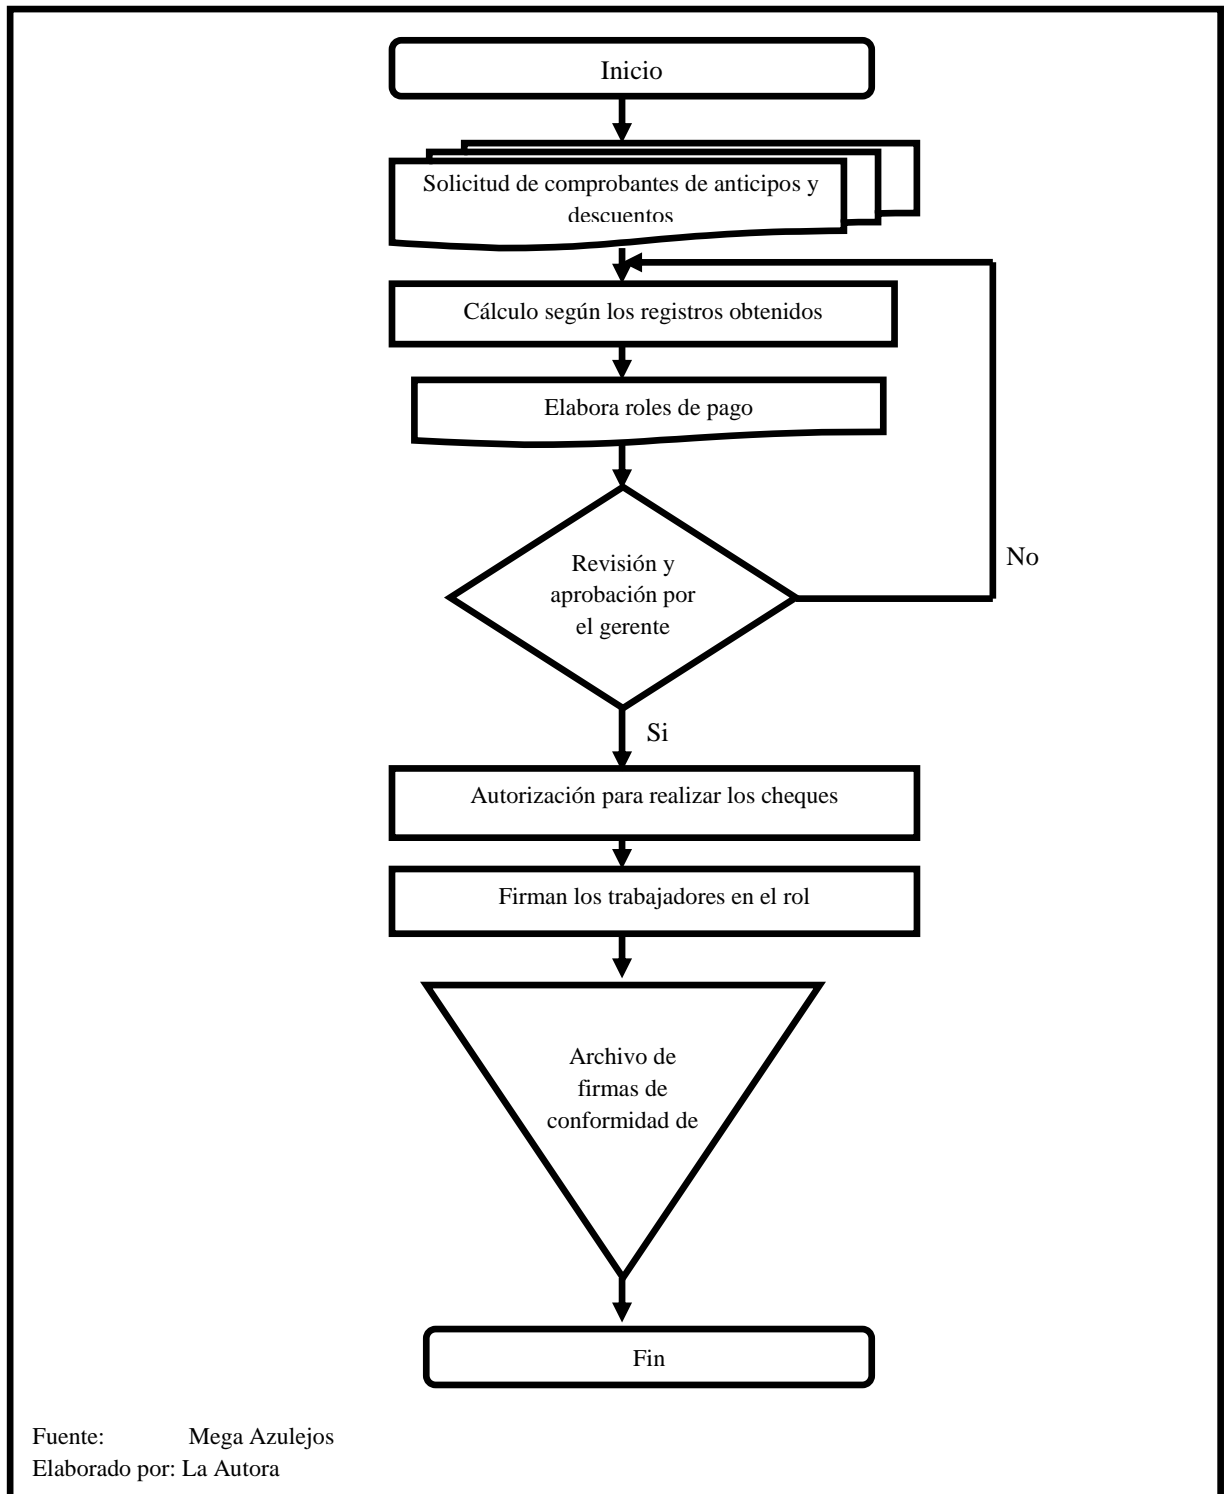 Inicio
Solicitud de comprobantes de anticipos y
descuentos
Cálculo según los registros obtenidos
Elabora roles de pago
Revisión y
aprobación por
el gerente
No
Si
Autorización para realizar los cheques
Firman los trabajadores en el rol
Archivo de
firmas de
conformidad de
Fin
Fuente: Mega Azulejos
Elaborado por: La Autora